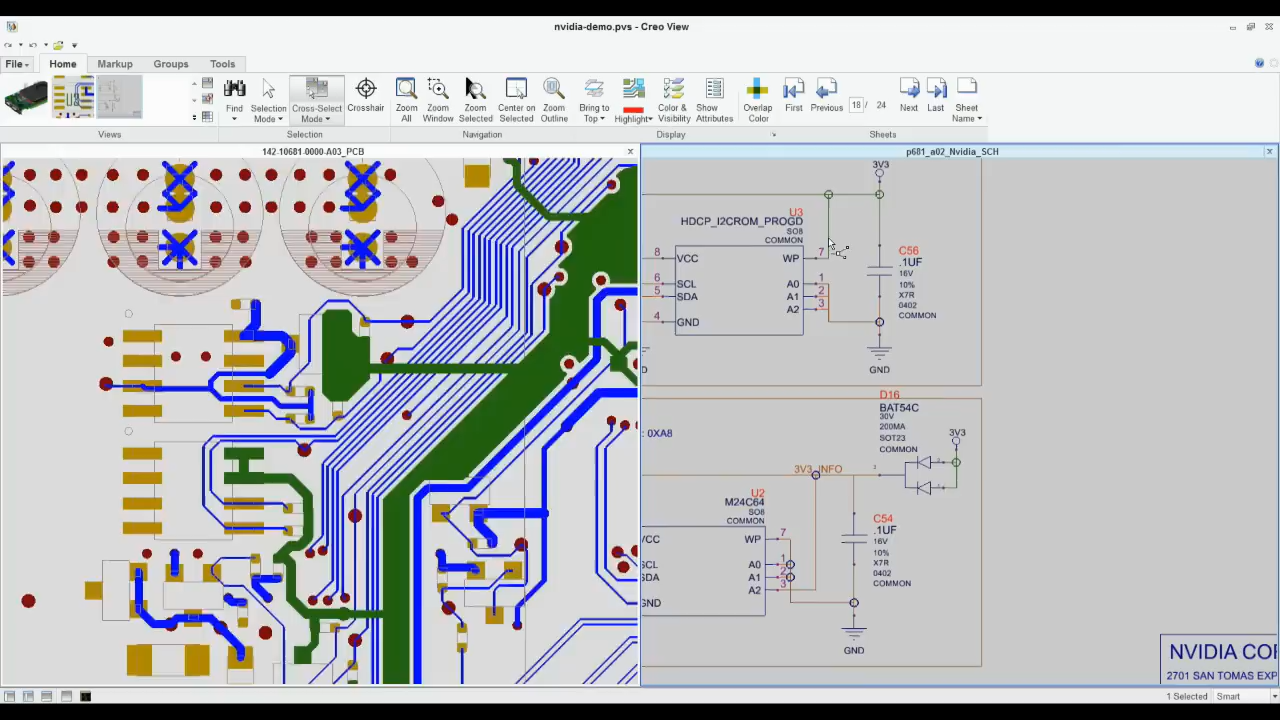 nvidia-demo.pvs - Creo View
File
Home
Markup
Groups
Tools
Find
Selection Mode
Cross-Select Mode
Crosshair
Zoom All
Zoom Window
Zoom Selected
Center on Selected
Zoom Outline
Bring to Top
Highlight
Color & Visibility
Show Attributes
Overlap Color
First
Previous
18 / 24
Next
Last
Sheet Name
Views
Selection
Navigation
Display
Sheets
142-10681-0000-A03_PCB
p681_a02_Nvidia_SCH
3V3
U3
HDCP_I2CROM_PROGD
SO8
COMMON
8 VCC
WP 7
6 SCL
A0 1
5 SDA
A1 2
A2 3
4 GND
C56
.1UF
16V
10%
X7R
0402
COMMON
GND
D16
BAT54C
30V
200MA
SOT23
COMMON
3V3
: 0XA8
3V3_INFO
U2
M24C64
SO8
COMMON
VCC
WP 7
SCL
A0 1
SDA
A1
A2 3
GND
C54
.1UF
16V
10%
X7R
0402
COMMON
GND
NVIDIA COR
2701 SAN TOMAS EXP
1 Selected
Smart